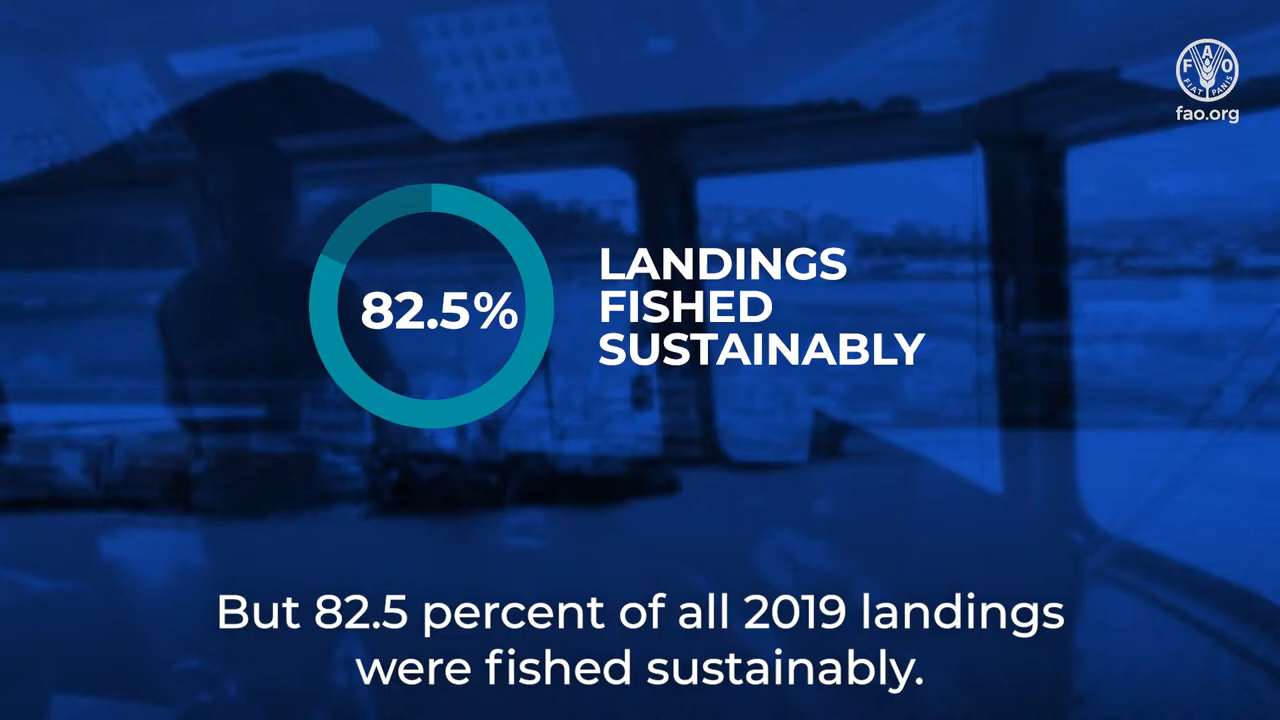 F A O
FIAT PANIS
fao.org
82.5%
LANDINGS
FISHED
SUSTAINABLY
But 82.5 percent of all 2019 landings
were fished sustainably.